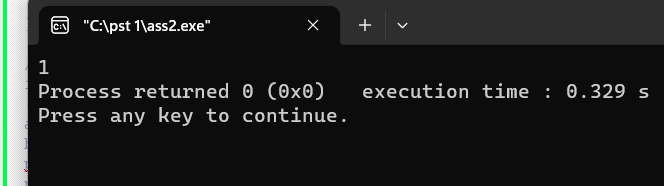 "C:\pst 1\ass2.exe"
1
Process returned 0 (0x0)   execution time : 0.329 s
Press any key to continue.